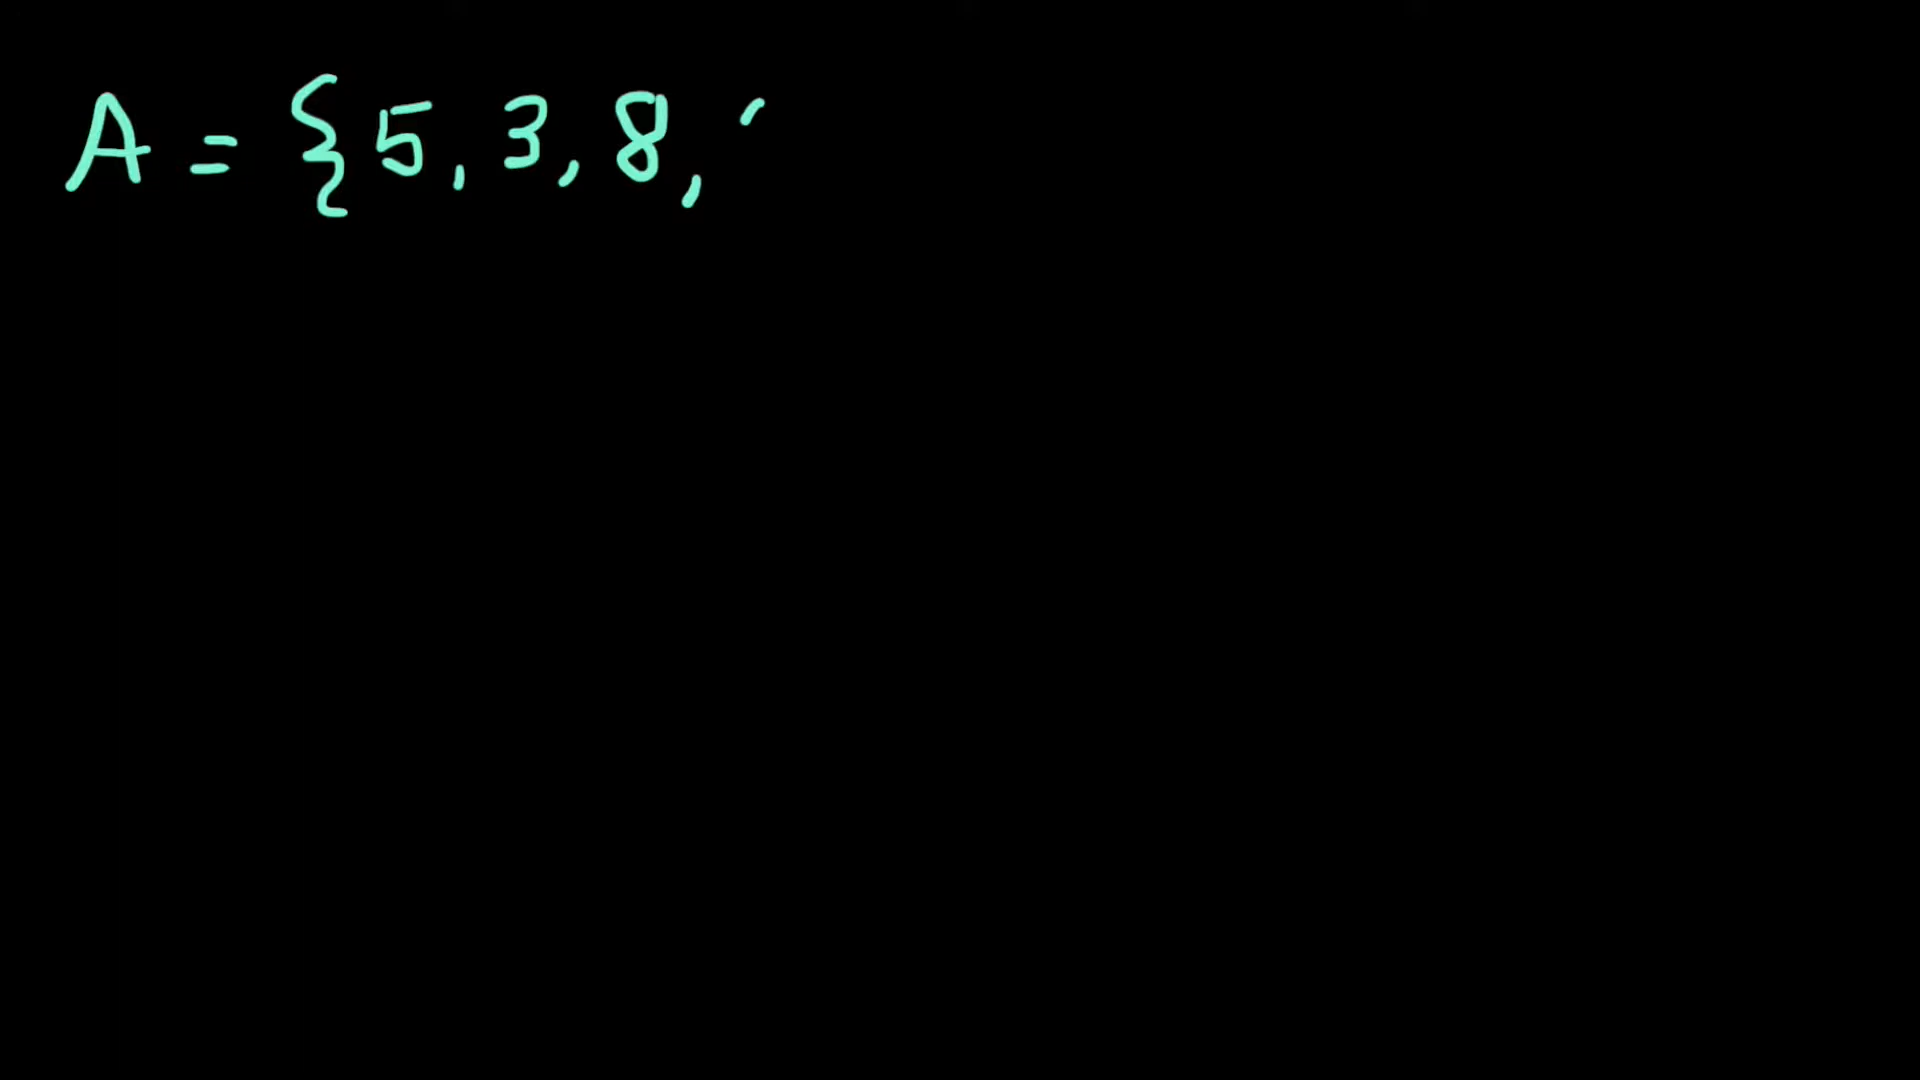 A = {5, 3, 8,